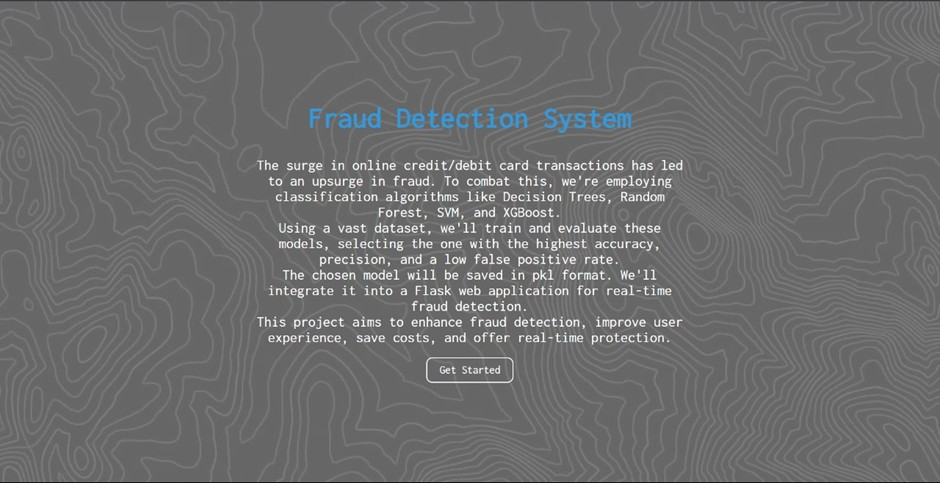 Fraud Detection System
The surge in online credit/debit card transactions has led
to an upsurge in fraud. To combat this, we're employing
classification algorithms like Decision Trees, Random
Forest, SVM, and XGBoost.
Using a vast dataset, we'll train and evaluate these
models, selecting the one with the highest accuracy,
precision, and a low false positive rate.
The chosen model will be saved in pkl format. We'll
integrate it into a Flask web application for real-time
fraud detection.
This project aims to enhance fraud detection, improve user
experience, save costs, and offer real-time protection.
Get Started